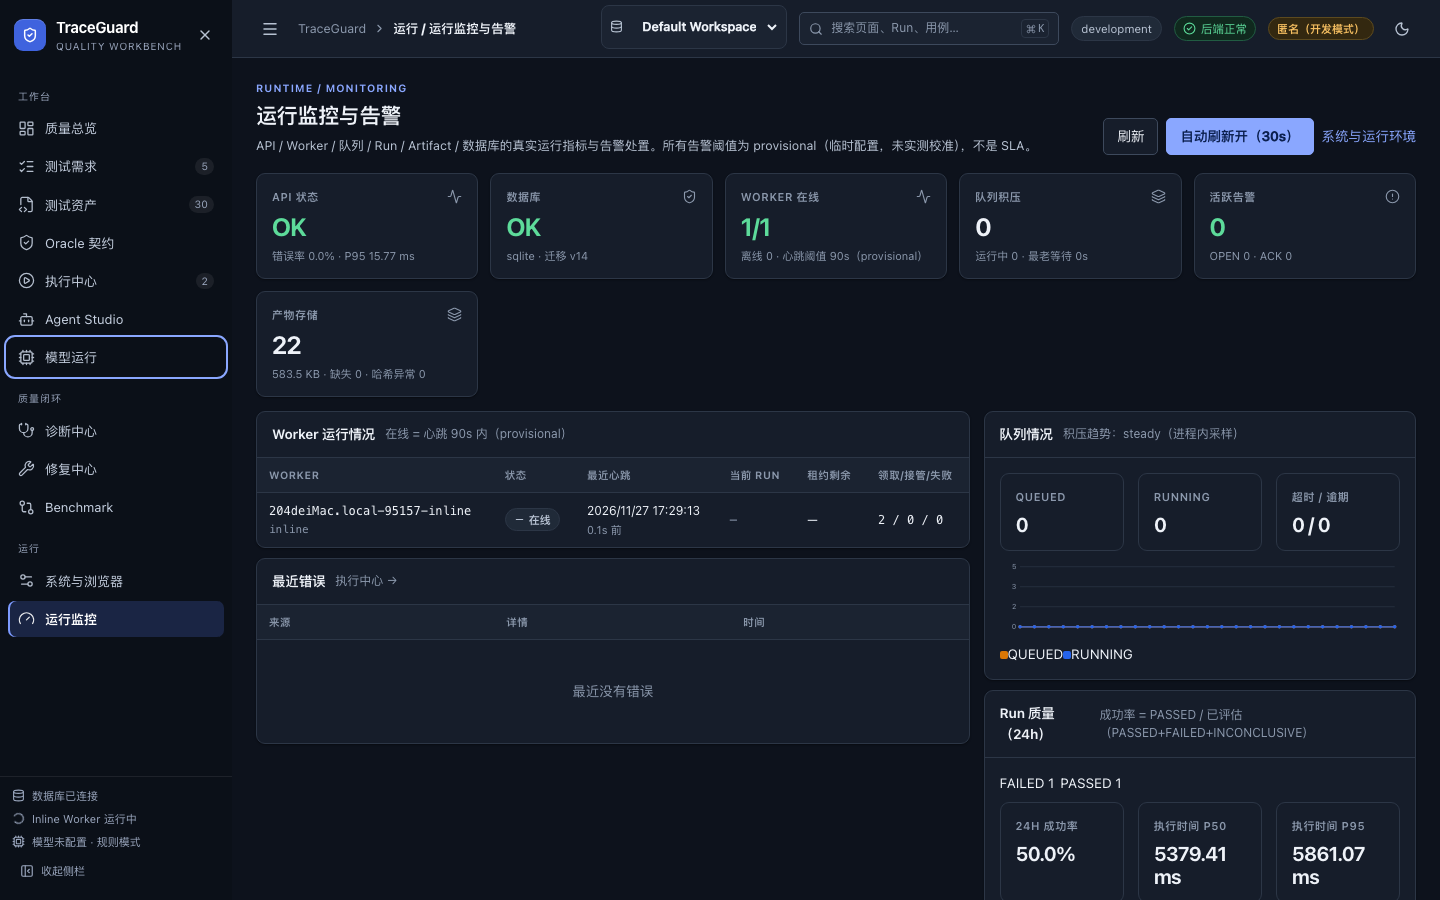 TraceGuard
QUALITY WORKBENCH
工作台
质量总览
测试需求 5
测试资产 30
Oracle 契约
执行中心 2
Agent Studio
模型运行
质量闭环
诊断中心
修复中心
Benchmark
运行
系统与浏览器
运行监控
数据库已连接
Inline Worker 运行中
模型未配置 · 规则模式
收起侧栏
TraceGuard > 运行 / 运行监控与告警
Default Workspace
搜索页面、Run、用例... ⌘ K
development
后端正常
匿名（开发模式）
RUNTIME / MONITORING
运行监控与告警
API / Worker / 队列 / Run / Artifact / 数据库的真实运行指标与告警处置。所有告警阈值为 provisional（临时配置，未实测校准），不是 SLA。
刷新
自动刷新开（30s）
系统与运行环境
API 状态
OK
错误率 0.0% · P95 15.77 ms
数据库
OK
sqlite · 迁移 v14
WORKER 在线
1/1
离线 0 · 心跳阈值 90s（provisional）
队列积压
0
运行中 0 · 最老等待 0s
活跃告警
0
OPEN 0 · ACK 0
产物存储
22
583.5 KB · 缺失 0 · 哈希异常 0
Worker 运行情况 在线 = 心跳 90s 内（provisional）
WORKER 状态 最近心跳 当前 RUN 租约剩余 领取/接管/失败
204deiMac.local-95157-inline — 在线 2026/11/27 17:29:13 — — 2 / 0 / 0
inline 0.1s 前
最近错误 执行中心 →
来源 详情 时间
最近没有错误
队列情况 积压趋势：steady（进程内采样）
QUEUED
0
RUNNING
0
超时 / 逾期
0 / 0
5
3
2
0
QUEUED RUNNING
Run 质量（24h）
成功率 = PASSED / 已评估（PASSED+FAILED+INCONCLUSIVE）
FAILED 1 PASSED 1
24H 成功率
50.0%
执行时间 P50
5379.41 ms
执行时间 P95
5861.07 ms